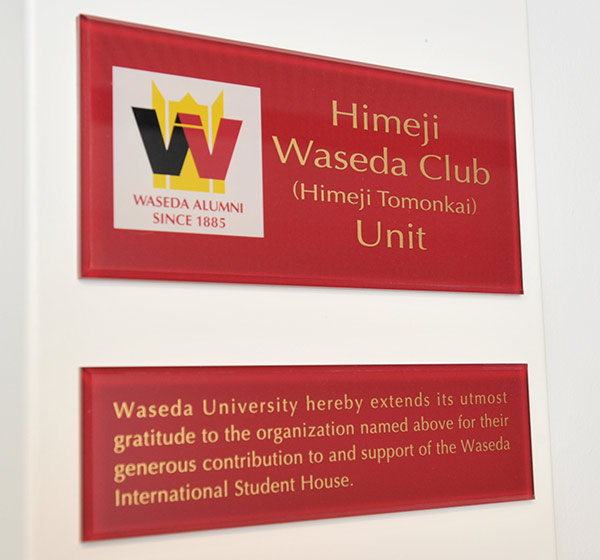 W
WASEDA ALUMNI
SINCE 1885
Himeji
Waseda Club
(Himeji Tomonkai)
Unit
Waseda University hereby extends its utmost
gratitude to the organization named above for their
generous contribution to and support of the Waseda
International Student House.